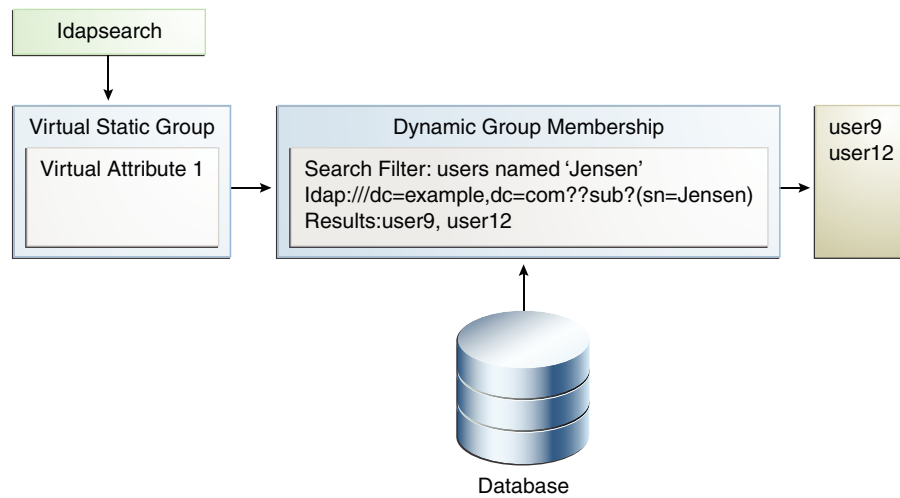 ldapsearch
Virtual Static Group
Virtual Attribute 1
Dynamic Group Membership
Search Filter: users named ‘Jensen’
ldap:///dc=example,dc=com??sub?(sn=Jensen)
Results:user9, user12
user9
user12
Database